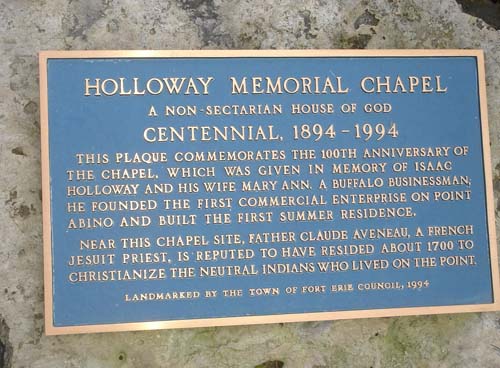 HOLLOWAY MEMORIAL CHAPEL
A NON-SECTARIAN HOUSE OF GOD
CENTENNIAL, 1894-1994
THIS PLAQUE COMMEMORATES THE 100TH ANNIVERSARY OF
THE CHAPEL, WHICH WAS GIVEN IN MEMORY OF ISAAC
HOLLOWAY AND HIS WIFE MARY ANN. A BUFFALO BUSINESSMAN,
HE FOUNDED THE FIRST COMMERCIAL ENTERPRISE ON POINT
ABINO AND BUILT THE FIRST SUMMER RESIDENCE.
NEAR THIS CHAPEL SITE, FATHER CLAUDE AVENEAU, A FRENCH
JESUIT PRIEST, IS REPUTED TO HAVE RESIDED ABOUT 1700 TO
CHRISTIANIZE THE NEUTRAL INDIANS WHO LIVED ON THE POINT.
LANDMARKED BY THE TOWN OF FORT ERIE COUNCIL, 1994